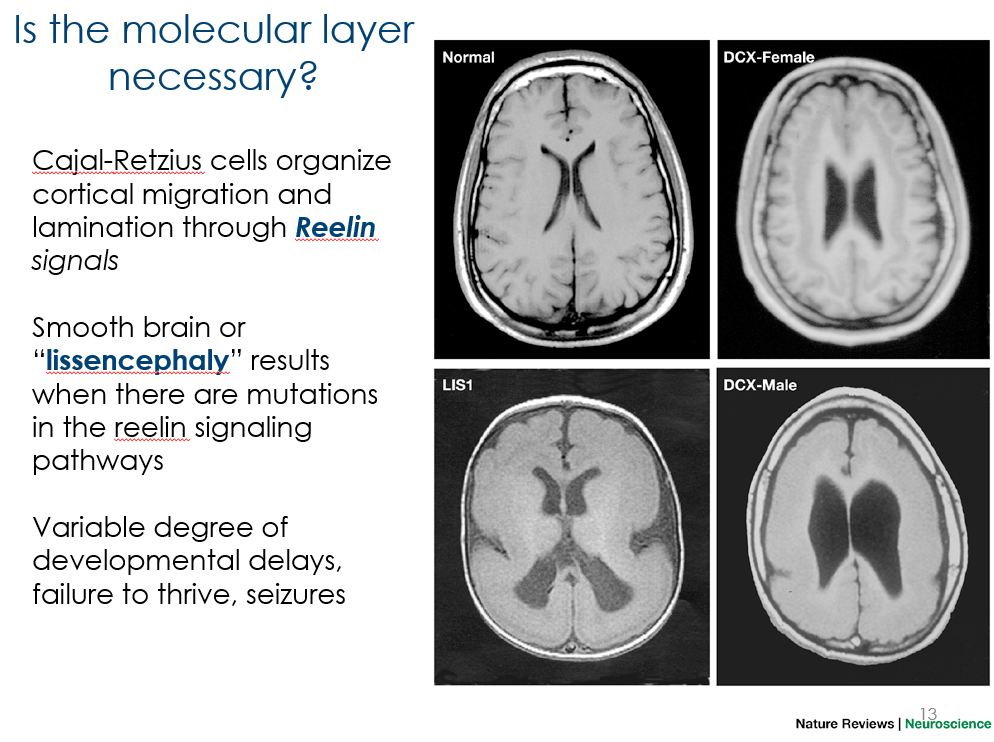 Is the molecular layer
necessary?
Cajal-Retzius cells organize
cortical migration and
lamination through Reelin
signals
Smooth brain or
“lissencephaly” results
when there are mutations
in the reelin signaling
pathways
Variable degree of
developmental delays,
failure to thrive, seizures
Normal
DCX-Female
LIS1
DCX-Male
13
Nature Reviews | Neuroscience